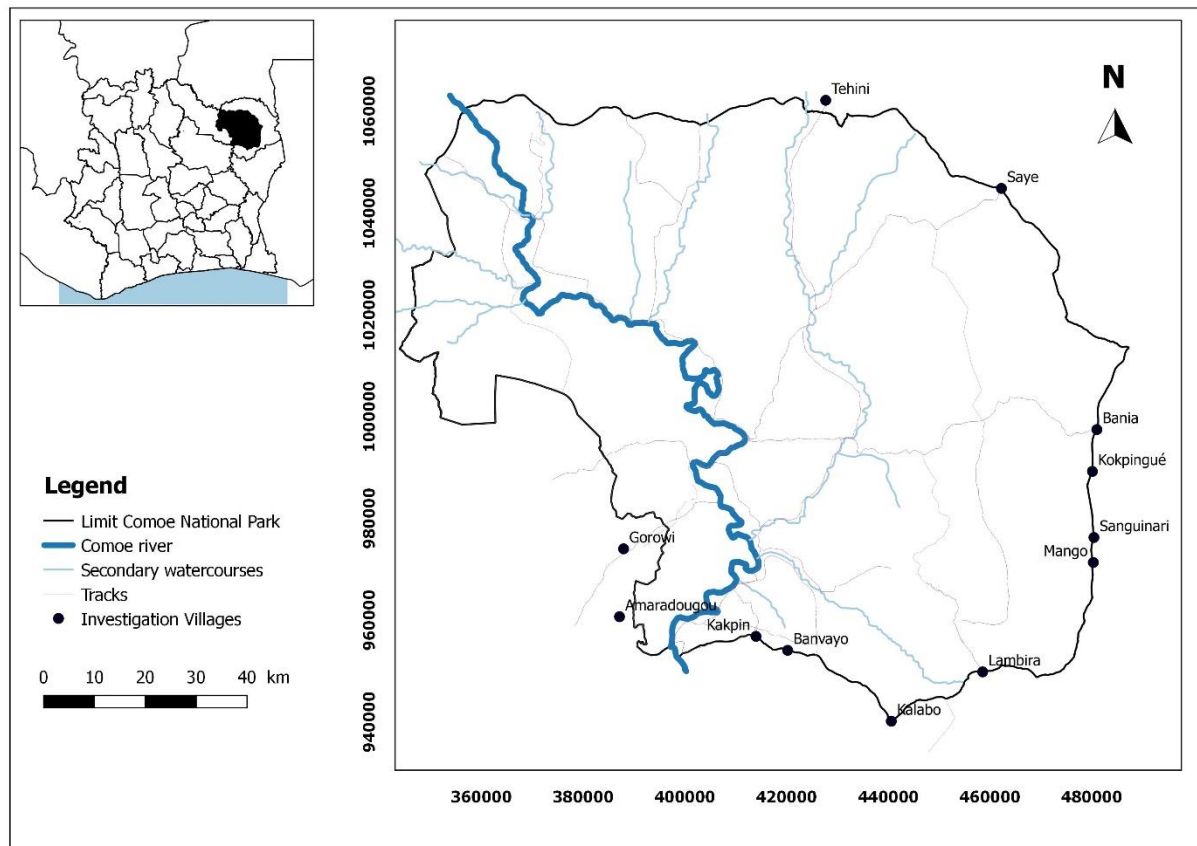 N
Tehini
Saye
Bania
Kokpingué
Sanguinari
Mango
Gorowi
Amaradougou
Kakpin
Banvayo
Lambira
Kalabo
1060000
1040000
1020000
1000000
980000
960000
940000
360000 380000 400000 420000 440000 460000 480000
Legend
Limit Comoe National Park
Comoe river
Secondary watercourses
Tracks
Investigation Villages
0 10 20 30 40 km